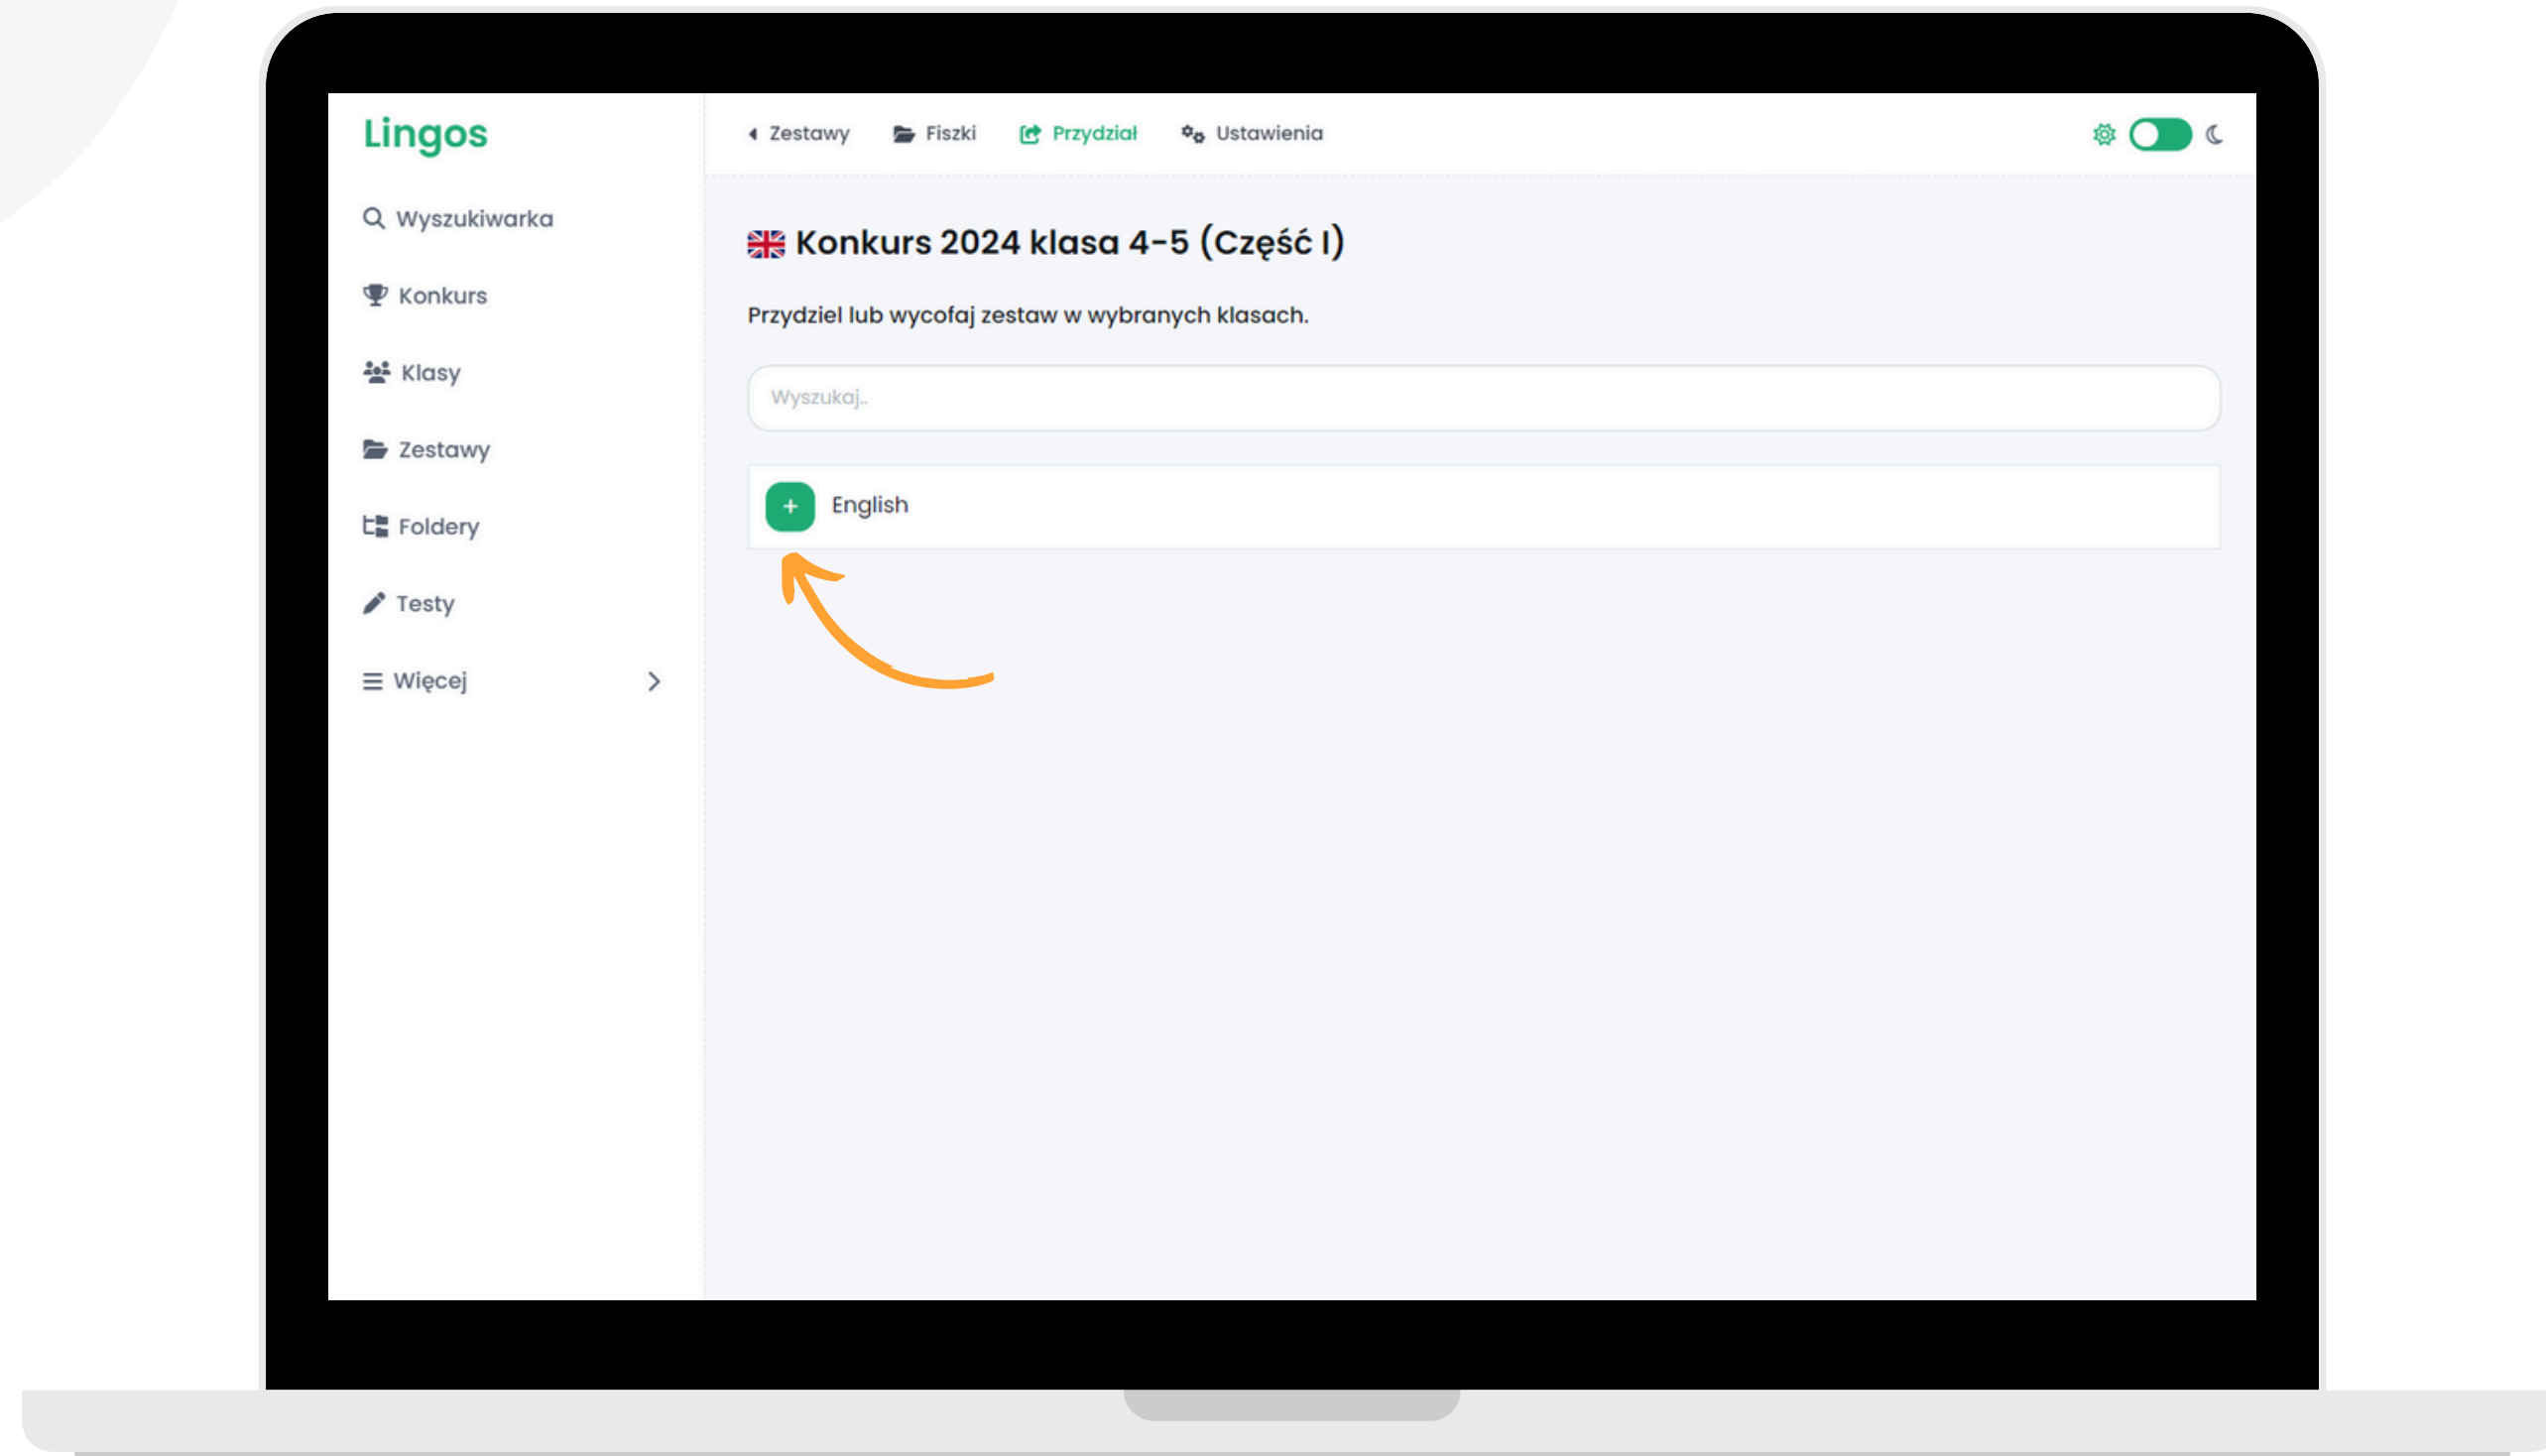 Lingos
Wyszukiwarka
Konkurs
Klasy
Zestawy
Foldery
Testy
Więcej
Zestawy Fiszki Przydział Ustawienia
Konkurs 2024 klasa 4-5 (Część I)
Przydziel lub wycofaj zestaw w wybranych klasach.
Wyszukaj..
+ English